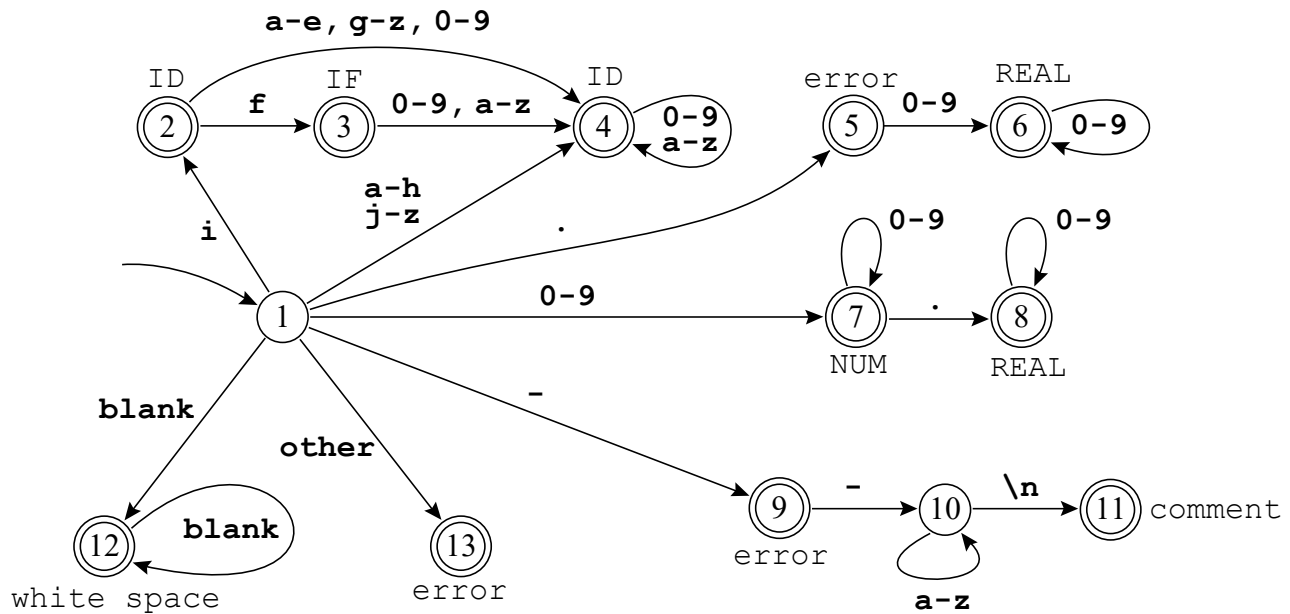 a-e, g-z, 0-9
ID
IF
ID
error
REAL
2
f
3
0-9, a-z
4
0-9
a-z
5
0-9
6
0-9
a-h
j-z
i
.
0-9
0-9
1
0-9
7
.
8
NUM
REAL
blank
-
other
12
blank
13
9
-
10
\n
11
comment
white space
error
error
a-z